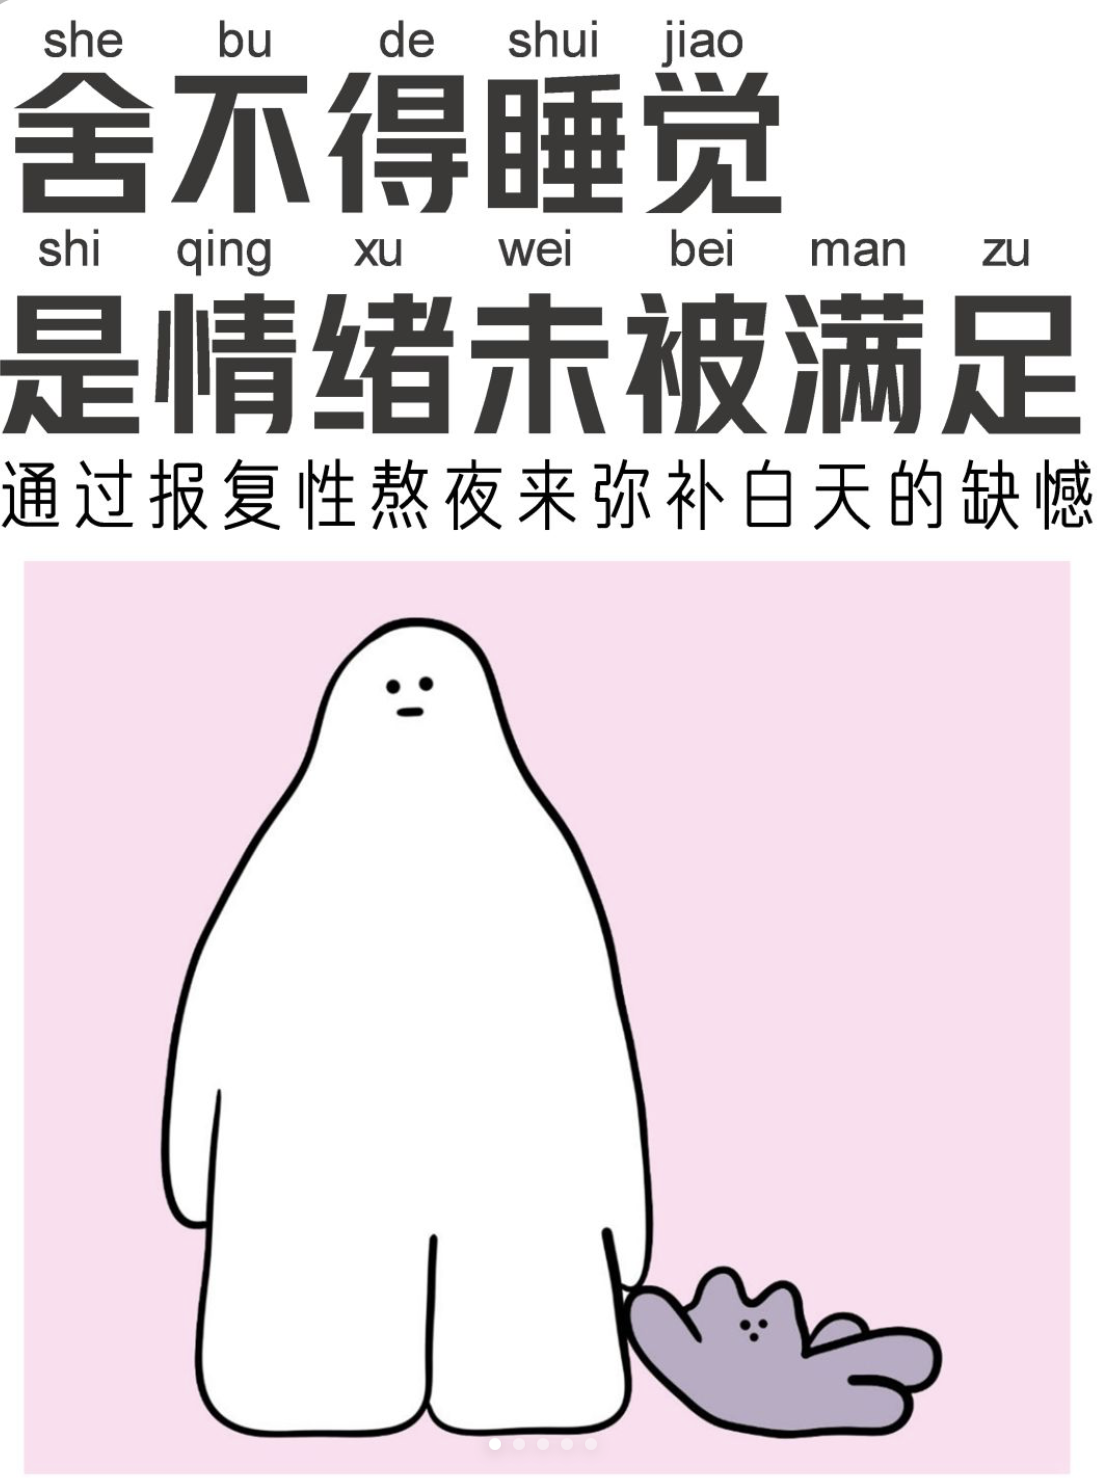 she bu de shui jiao
舍不得睡觉
shi qing xu wei bei man zu
是情绪未被满足
通过报复性熬夜来弥补白天的缺憾